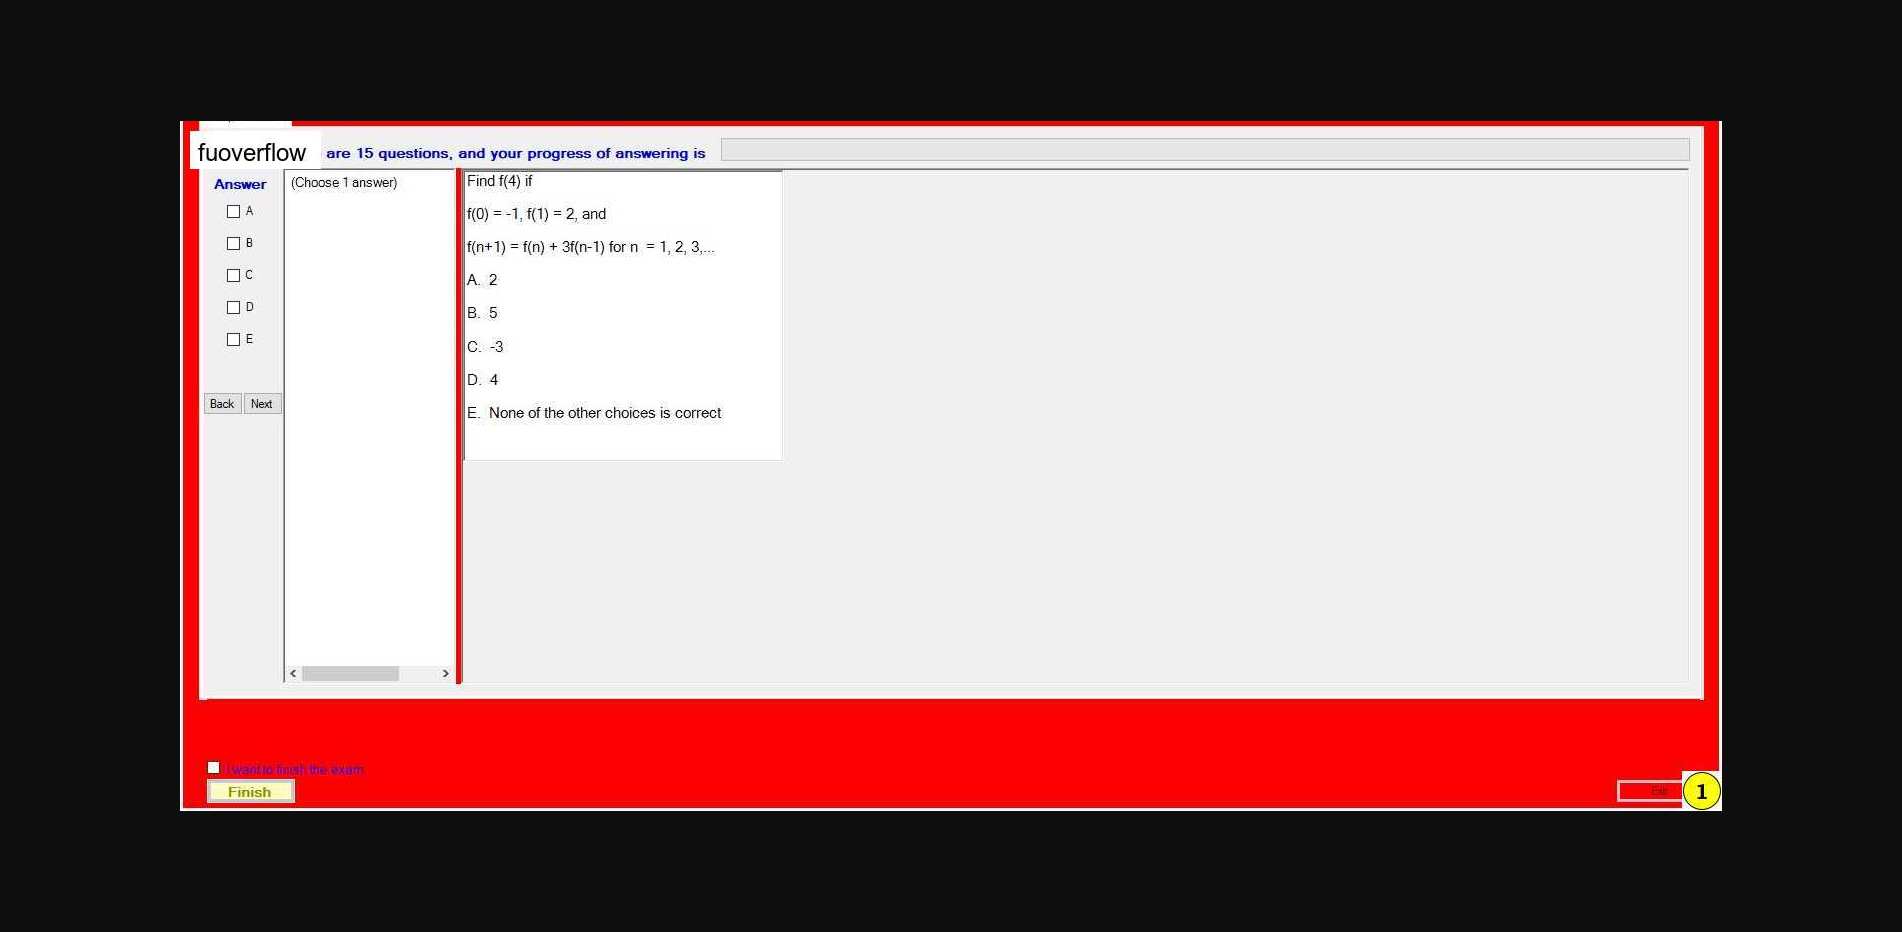 fuoverflow are 15 questions, and your progress of answering is
Answer
A
B
C
D
E
Back Next
(Choose 1 answer)
Find f(4) if
f(0) = -1, f(1) = 2, and
f(n+1) = f(n) + 3f(n-1) for n = 1, 2, 3,...
A. 2
B. 5
C. -3
D. 4
E. None of the other choices is correct
I want to finish the exam
Finish
Exit
1